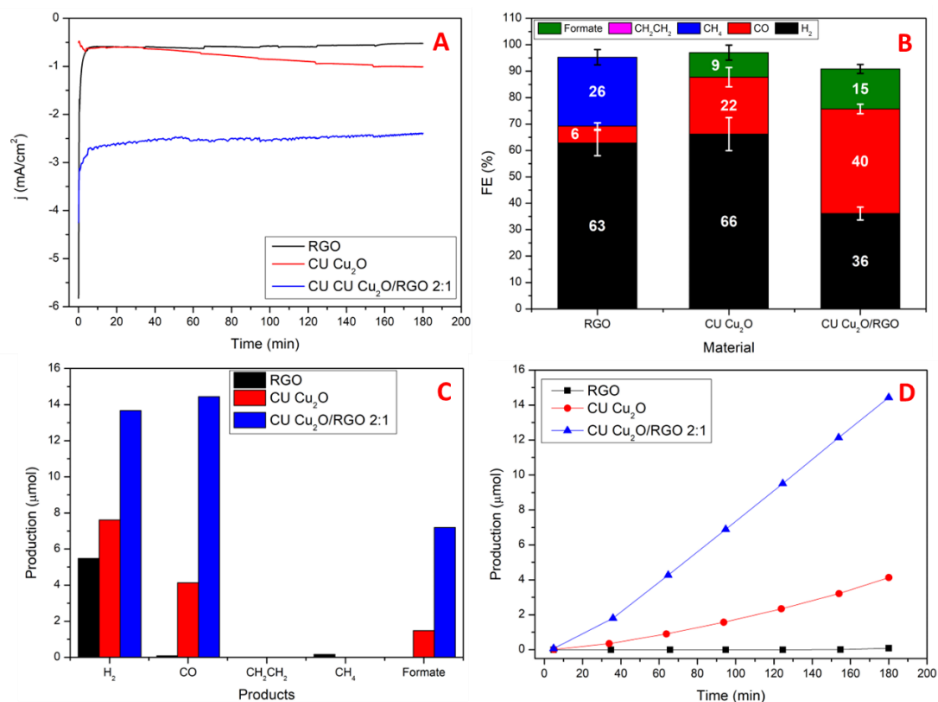 A
j (mA/cm²)
0
-1
-2
-3
-4
-5
-6
RGO
CU Cu₂O
CU CU Cu₂O/RGO 2:1
0 20 40 60 80 100 120 140 160 180 200
Time (min)
B
Formate CH₂CH₂ CH₄ CO H₂
FE (%)
110
100
90
80
70
60
50
40
30
20
10
0
26
6
63
9
22
66
15
40
36
RGO CU Cu₂O CU Cu₂O/RGO
Material
C
RGO
CU Cu₂O
CU Cu₂O/RGO 2:1
Production (μmol)
16
14
12
10
8
6
4
2
0
H₂ CO CH₂CH₂ CH₄ Formate
Products
D
RGO
CU Cu₂O
CU Cu₂O/RGO 2:1
Production (μmol)
16
14
12
10
8
6
4
2
0
0 20 40 60 80 100 120 140 160 180 200
Time (min)